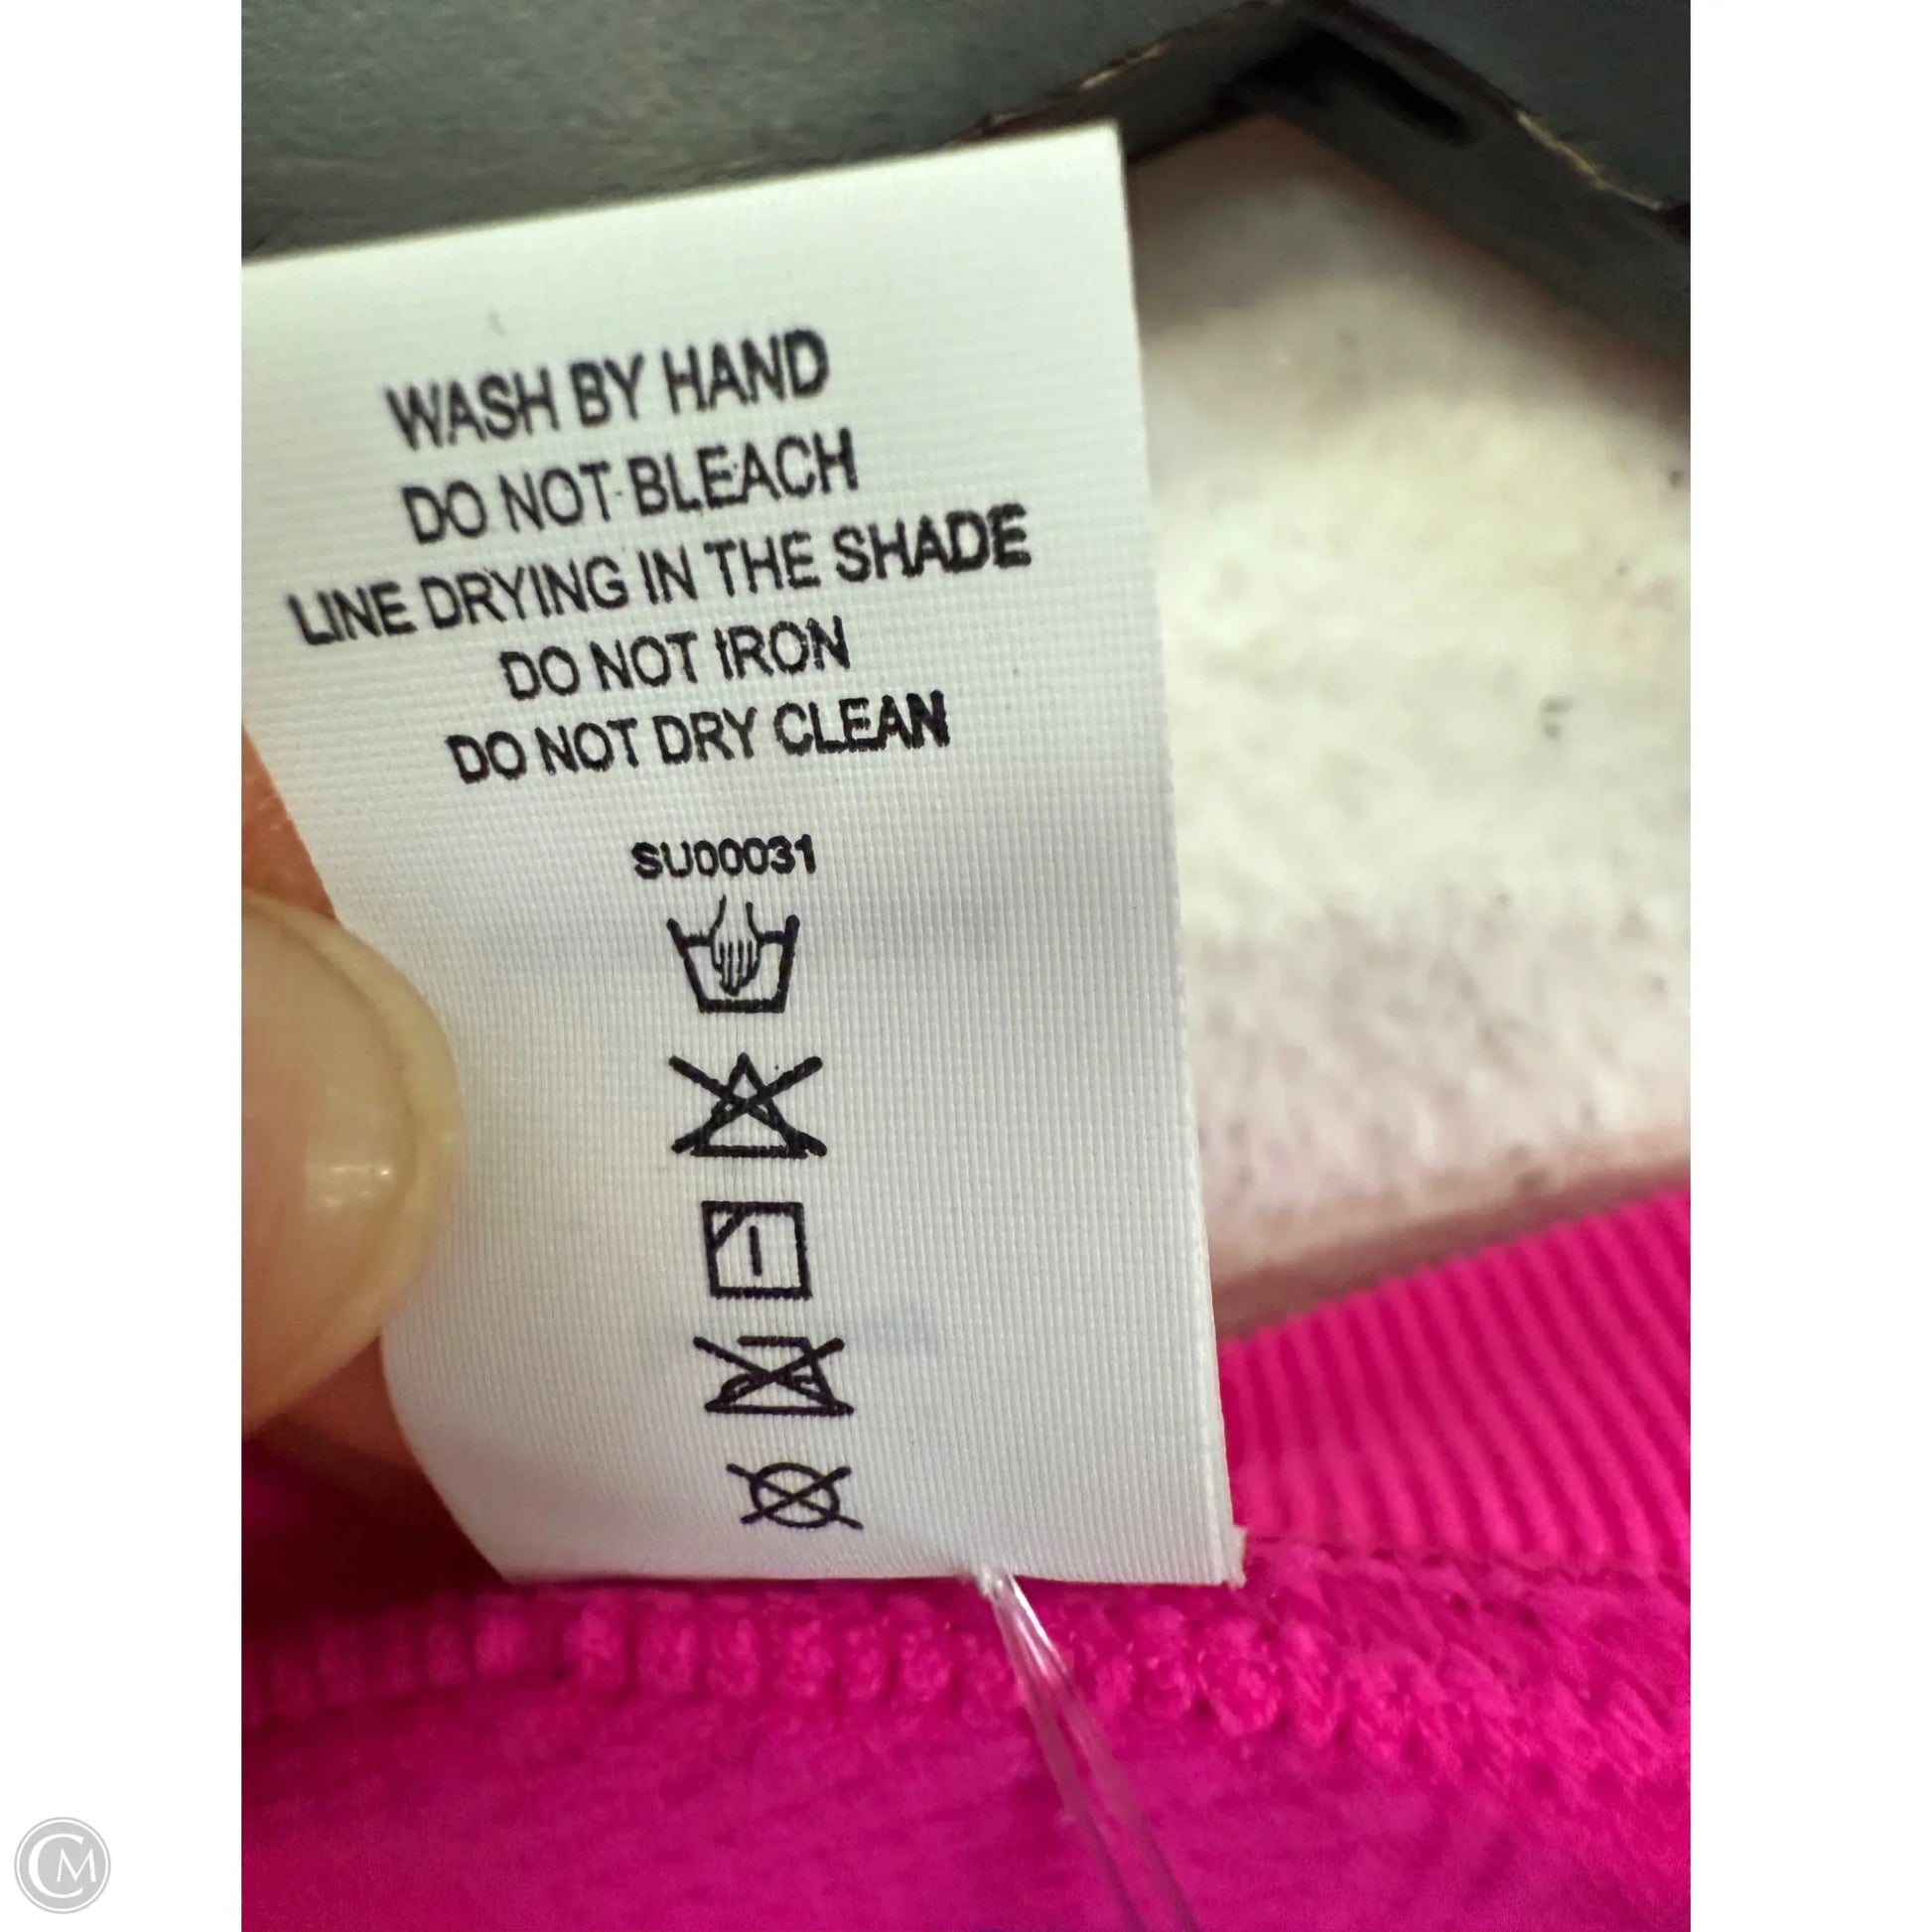 WASH BY HAND
DO NOT BLEACH
LINE DRYING IN THE SHADE
DO NOT IRON
DO NOT DRY CLEAN
SU00031
CM